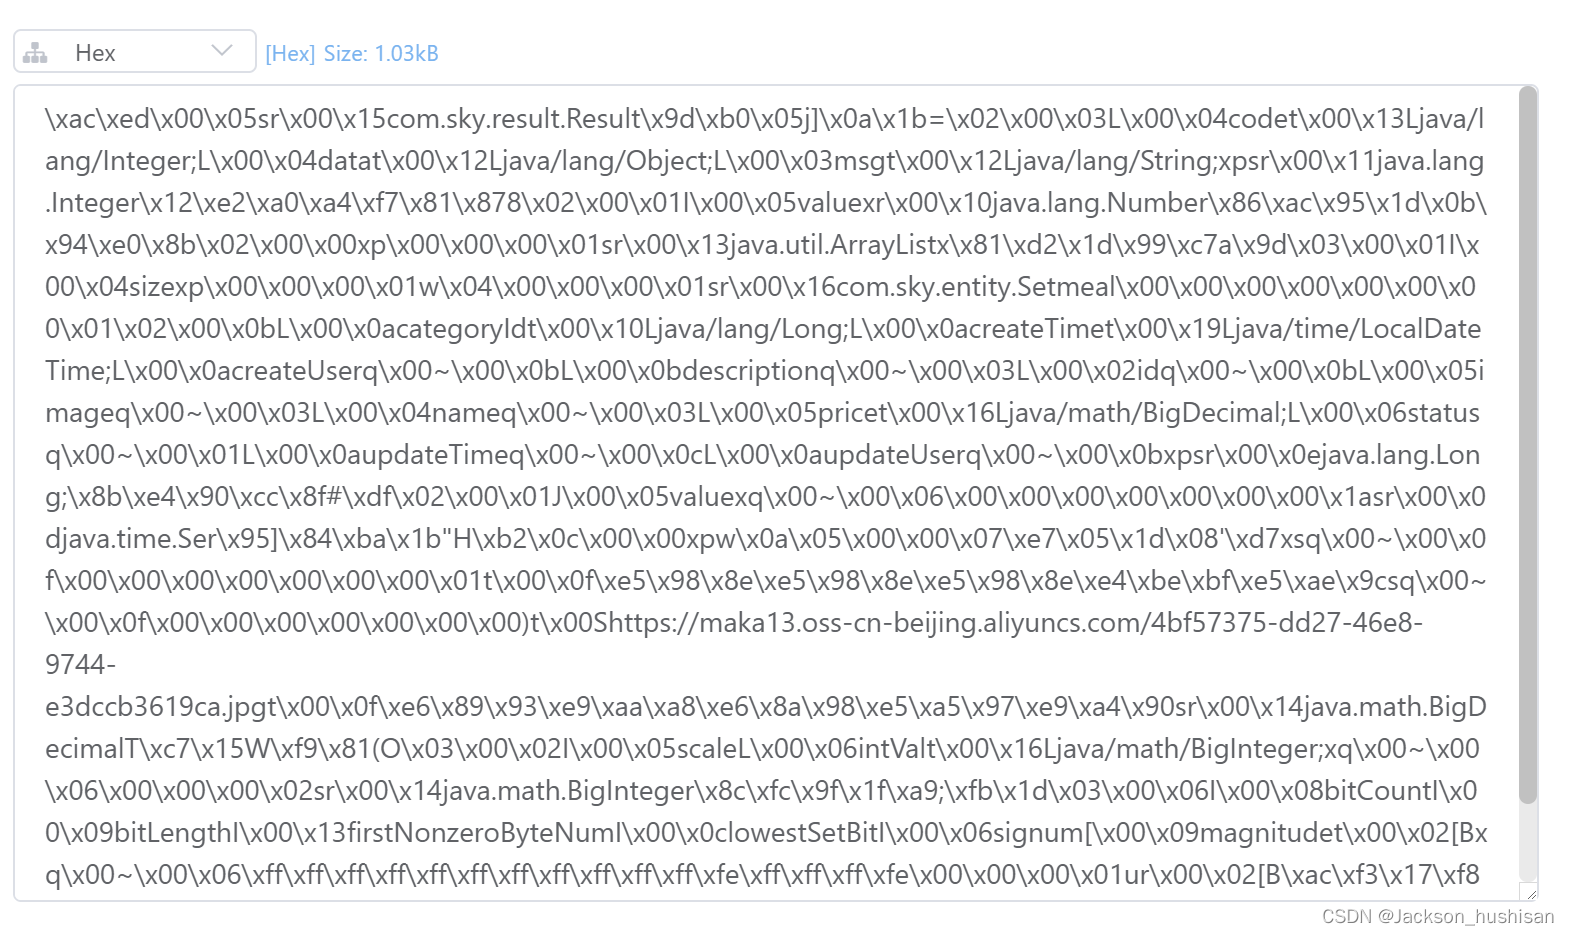 Hex
[Hex] Size: 1.03kB
\xac\xed\x00\x05sr\x00\x15com.sky.result.Result\x9d\xb0\x05j]\x0a\x1b=\x02\x00\x03L\x00\x04codet\x00\x13Ljava/l
ang/Integer;L\x00\x04datat\x00\x12Ljava/lang/Object;L\x00\x03msgt\x00\x12Ljava/lang/String;xpsr\x00\x11java.lang
.Integer\x12\xe2\xa0\xa4\xf7\x81\x878\x02\x00\x01I\x00\x05valuexr\x00\x10java.lang.Number\x86\xac\x95\x1d\x0b\
x94\xe0\x8b\x02\x00\x00xp\x00\x00\x00\x01sr\x00\x13java.util.ArrayListx\x81\xd2\x1d\x99\xc7a\x9d\x03\x00\x01I\x
00\x04sizexp\x00\x00\x00\x01w\x04\x00\x00\x00\x01sr\x00\x16com.sky.entity.Setmeal\x00\x00\x00\x00\x00\x00\x0
0\x01\x02\x00\x0bL\x00\x0acategoryIdt\x00\x10Ljava/lang/Long;L\x00\x0acreateTimet\x00\x19Ljava/time/LocalDate
Time;L\x00\x0acreateUserq\x00~\x00\x0bL\x00\x0bdescriptionq\x00~\x00\x03L\x00\x02idq\x00~\x00\x0bL\x00\x05i
mageq\x00~\x00\x03L\x00\x04nameq\x00~\x00\x03L\x00\x05pricet\x00\x16Ljava/math/BigDecimal;L\x00\x06status
q\x00~\x00\x01L\x00\x0aupdateTimeq\x00~\x00\x0cL\x00\x0aupdateUserq\x00~\x00\x0bxpsr\x00\x0ejava.lang.Lon
g;\x8b\xe4\x90\xcc\x8f#\xdf\x02\x00\x01J\x00\x05valuexq\x00~\x00\x06\x00\x00\x00\x00\x00\x00\x00\x1asr\x00\x0
djava.time.Ser\x95]\x84\xba\x1b"H\xb2\x0c\x00\x00xpw\x0a\x05\x00\x00\x07\xe7\x05\x1d\x08'\xd7xsq\x00~\x00\x0
f\x00\x00\x00\x00\x00\x00\x00\x01t\x00\x0f\xe5\x98\x8e\xe5\x98\x8e\xe5\x98\x8e\xe4\xbe\xbf\xe5\xae\x9csq\x00~
\x00\x0f\x00\x00\x00\x00\x00\x00\x00)t\x00Shttps://maka13.oss-cn-beijing.aliyuncs.com/4bf57375-dd27-46e8-
9744-
e3dccb3619ca.jpgt\x00\x0f\xe6\x89\x93\xe9\xaa\xa8\xe6\x8a\x98\xe5\xa5\x97\xe9\xa4\x90sr\x00\x14java.math.BigD
ecimalT\xc7\x15W\xf9\x81(O\x03\x00\x02I\x00\x05scaleL\x00\x06intValt\x00\x16Ljava/math/BigInteger;xq\x00~\x00
\x06\x00\x00\x00\x02sr\x00\x14java.math.BigInteger\x8c\xfc\x9f\x1f\xa9;\xfb\x1d\x03\x00\x06I\x00\x08bitCountI\x0
0\x09bitLengthI\x00\x13firstNonzeroByteNumI\x00\x0clowestSetBitI\x00\x06signum[\x00\x09magnitudet\x00\x02[Bx
q\x00~\x00\x06\xff\xff\xff\xff\xff\xff\xff\xff\xff\xff\xff\xfe\xff\xff\xff\xfe\x00\x00\x00\x01ur\x00\x02[B\xac\xf3\x17\xf8
CSDN @Jackson_hushisan